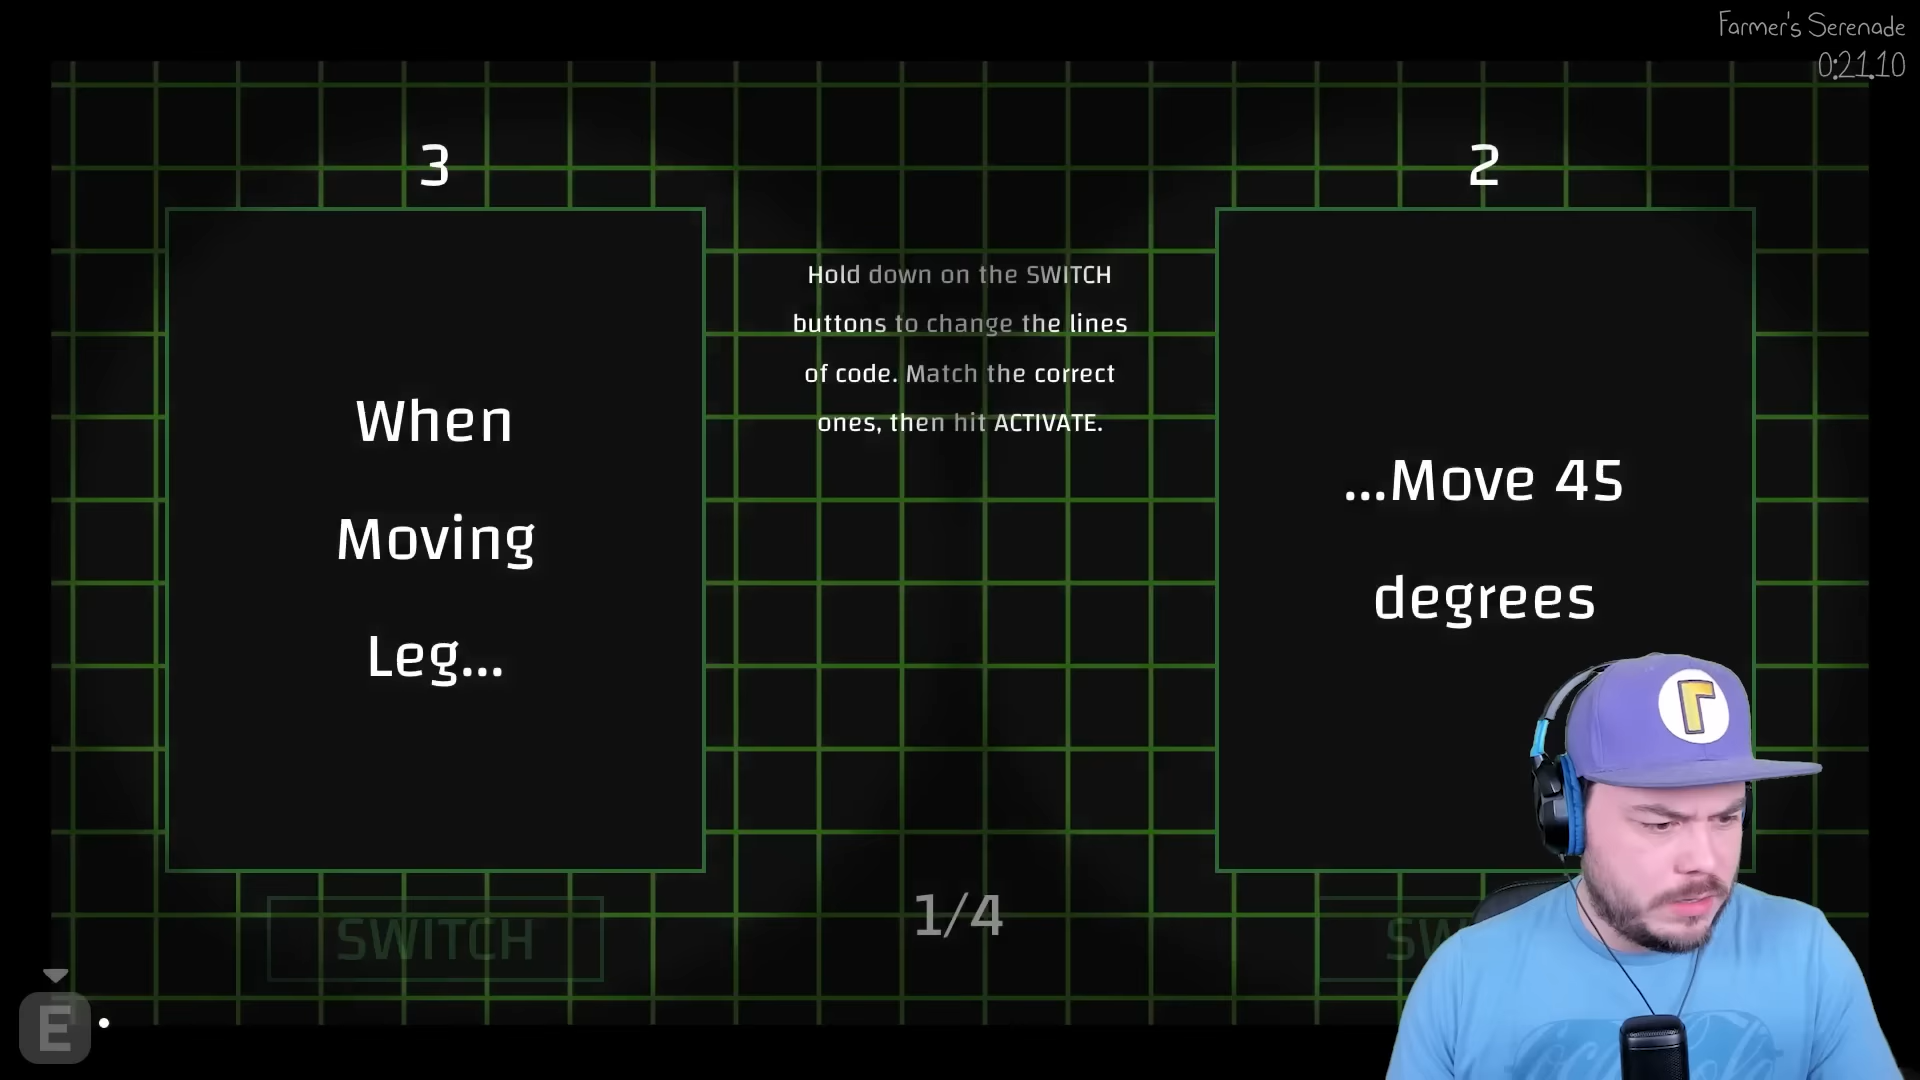 Farmer's Serenade
0:21.10
3
2
When
Moving
Leg...
Hold down on the SWITCH
buttons to change the lines
of code. Match the correct
ones, then hit ACTIVATE.
...Move 45
degrees
SWITCH
1/4
E